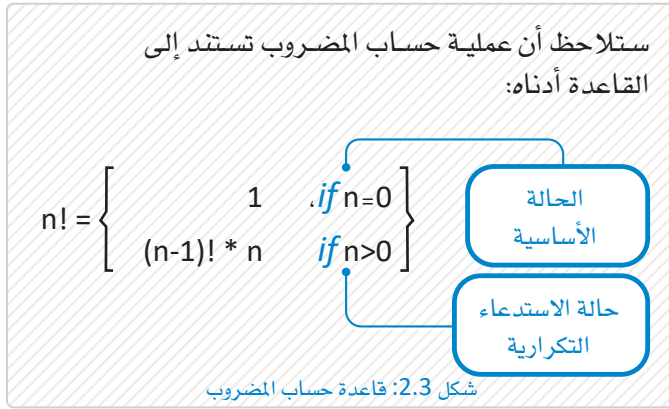 ستلاحظ أن عملية حساب المضروب تستند إلى
القاعدة أدناه:
n! = { 1 ، if n=0
(n-1)! * n if n>0 }
الحالة
الأساسية
حالة الاستدعاء
التكرارية
شكل 2.3: قاعدة حساب المضروب